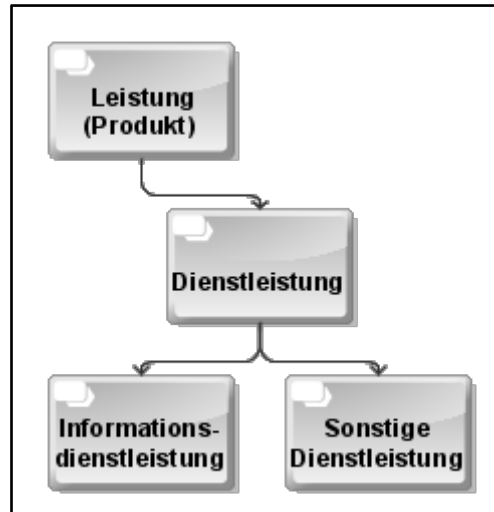 Leistung
(Produkt)
Dienstleistung
Informations-
dienstleistung
Sonstige
Dienstleistung